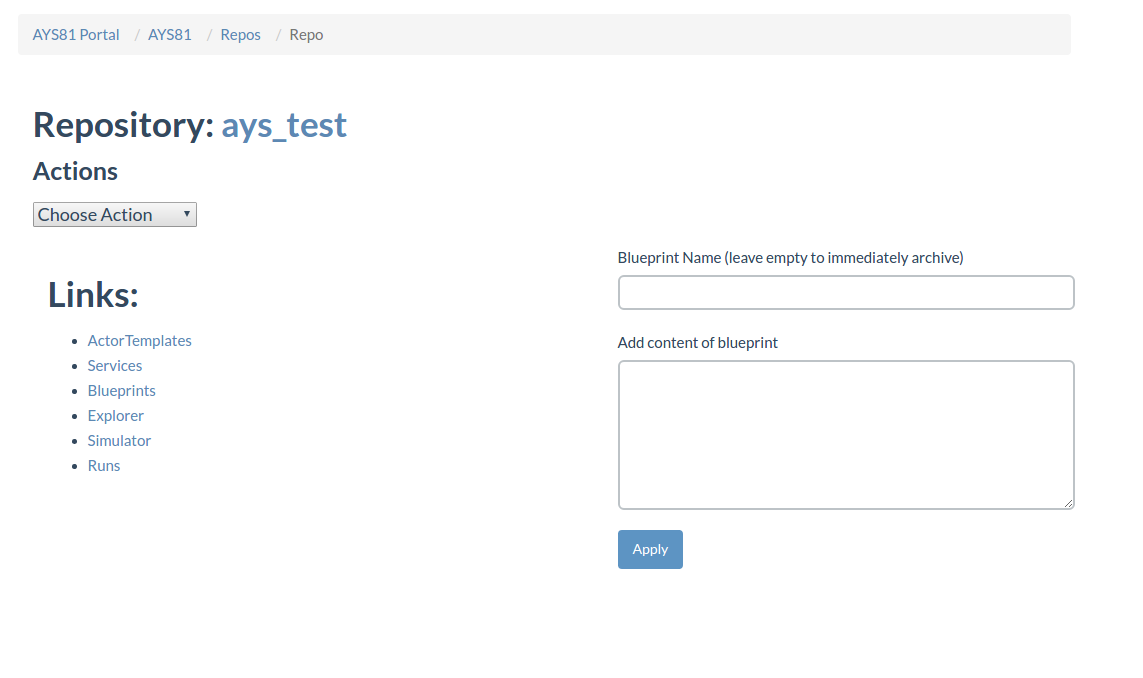 AYS81 Portal / AYS81 / Repos / Repo
Repository: ays_test
Actions
Choose Action
Links:
ActorTemplates
Services
Blueprints
Explorer
Simulator
Runs
Blueprint Name (leave empty to immediately archive)
Add content of blueprint
Apply